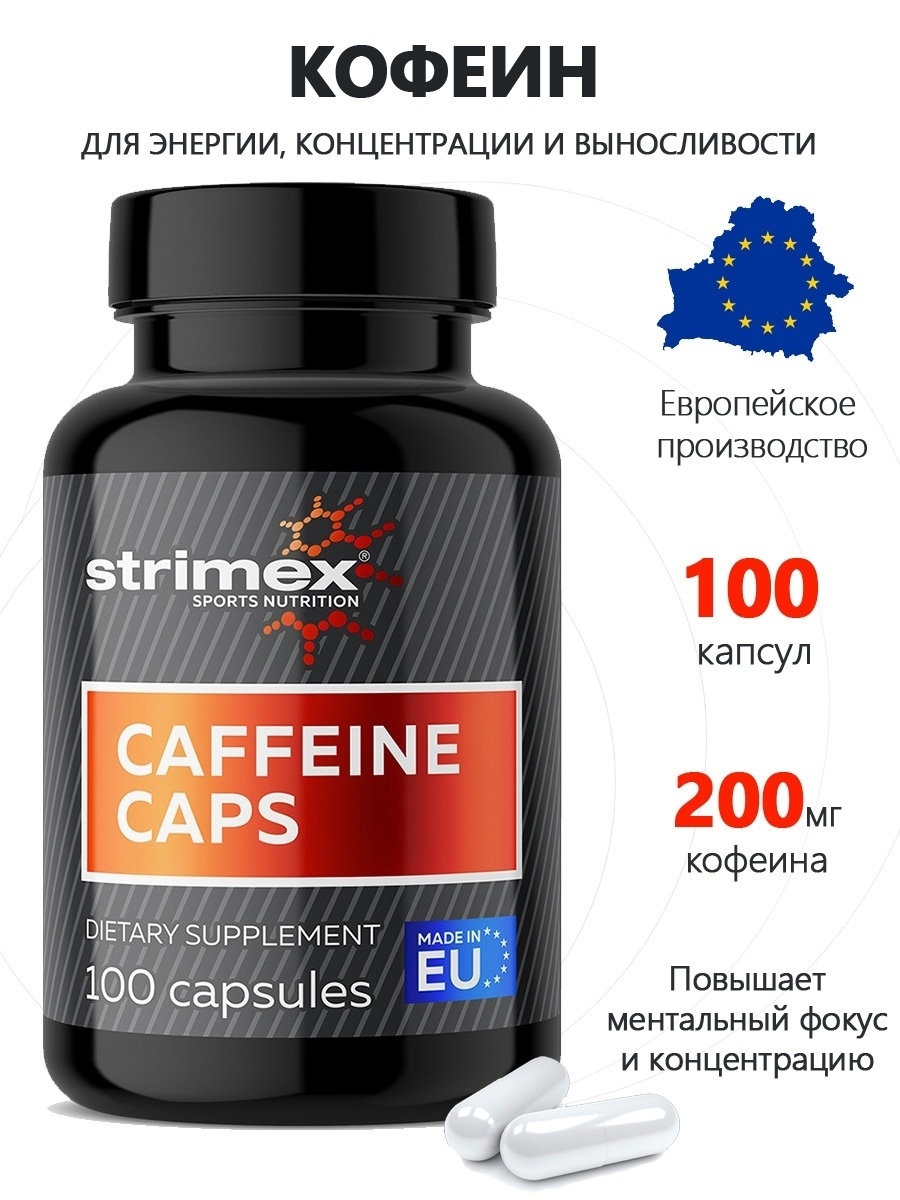 КОФЕИН
ДЛЯ ЭНЕРГИИ, КОНЦЕНТРАЦИИ И ВЫНОСЛИВОСТИ
Европейское
производство
strimex®
SPORTS NUTRITION
100
капсул
CAFFEINE
CAPS
200мг
кофеина
DIETARY SUPPLEMENT
100 capsules
MADE IN
EU
Повышает
ментальный фокус
и концентрацию